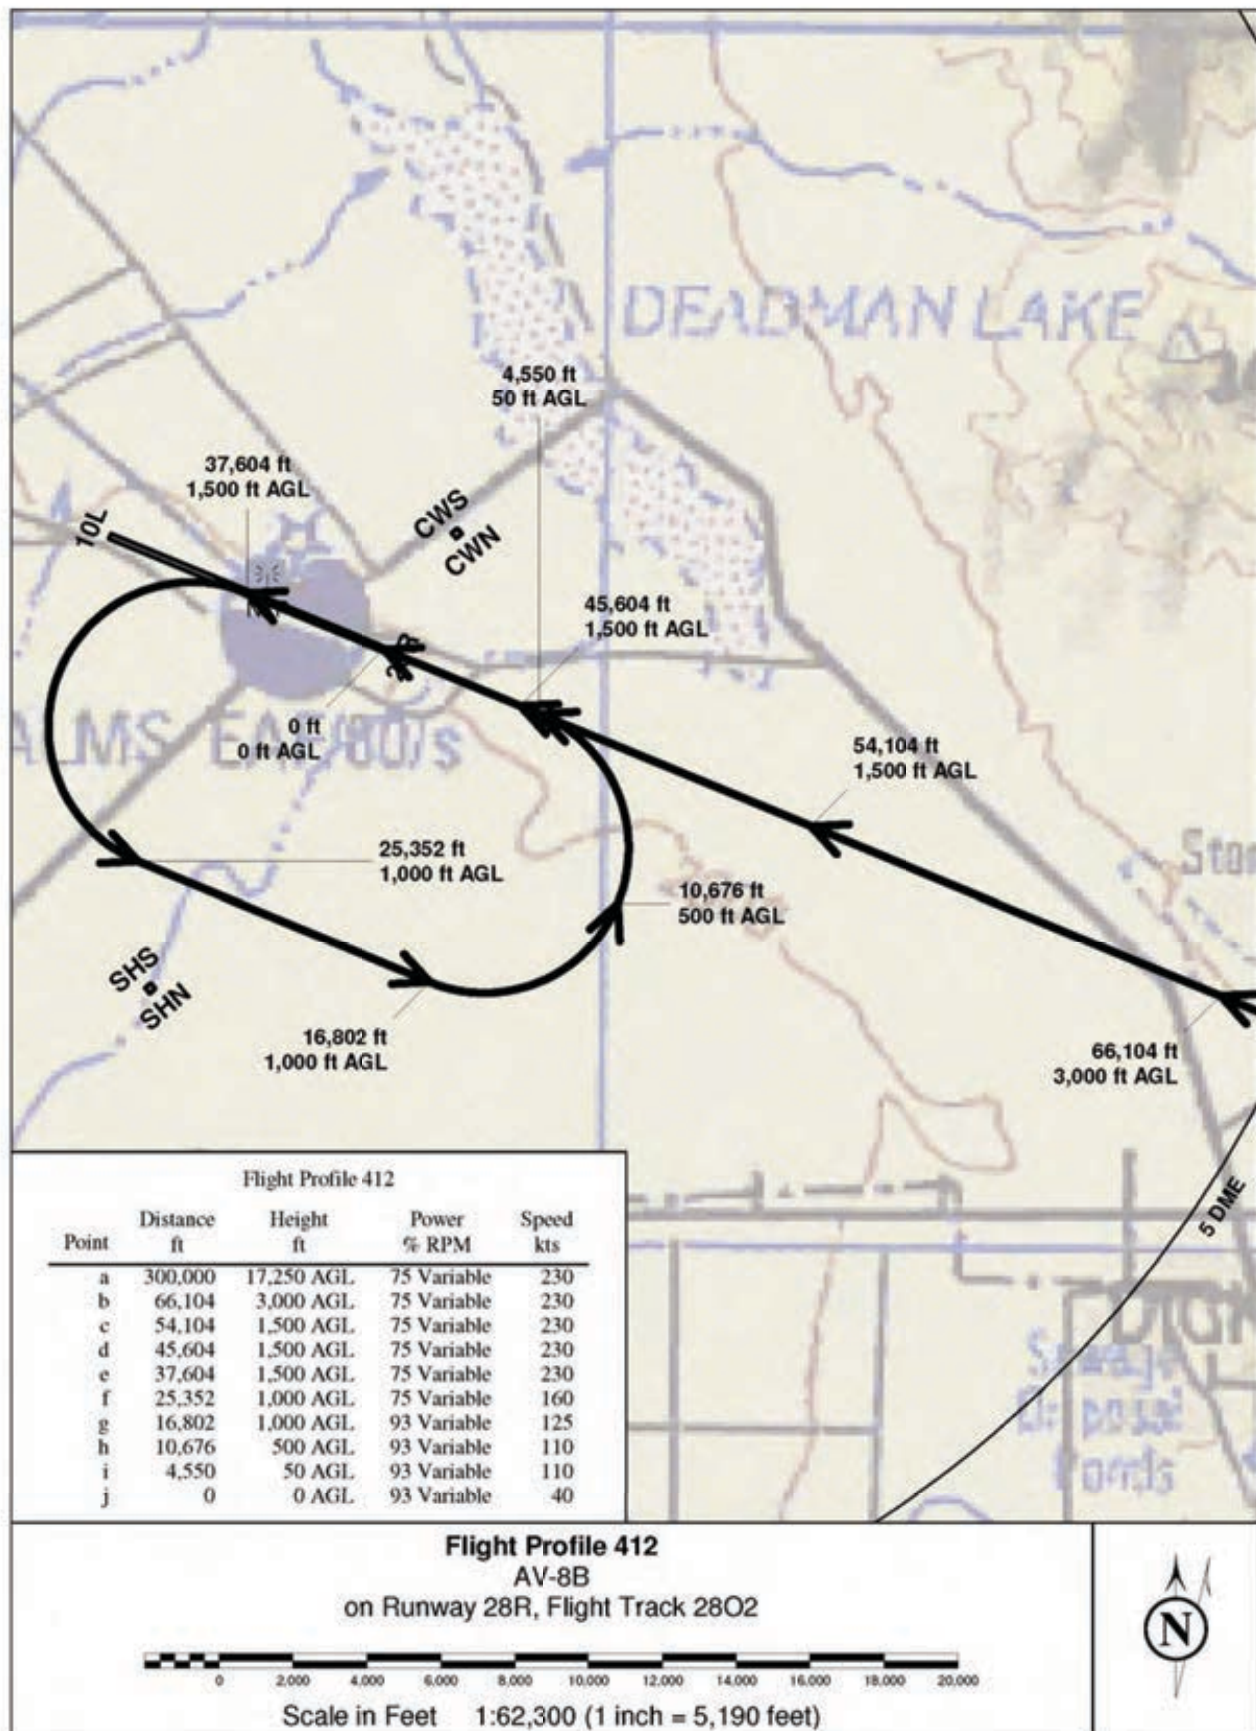 DEADMAN LAKE
4,550 ft
50 ft AGL
37,604 ft
1,500 ft AGL
10L
CWS
CWN
45,604 ft
1,500 ft AGL
0 ft
0 ft AGL
54,104 ft
1,500 ft AGL
25,352 ft
1,000 ft AGL
10,676 ft
500 ft AGL
SHS
SHN
16,802 ft
1,000 ft AGL
66,104 ft
3,000 ft AGL
5 DME
Flight Profile 412
Distance Height Power Speed
Point ft ft % RPM kts
a 300,000 17,250 AGL 75 Variable 230
b 66,104 3,000 AGL 75 Variable 230
c 54,104 1,500 AGL 75 Variable 230
d 45,604 1,500 AGL 75 Variable 230
e 37,604 1,500 AGL 75 Variable 230
f 25,352 1,000 AGL 75 Variable 160
g 16,802 1,000 AGL 93 Variable 125
h 10,676 500 AGL 93 Variable 110
i 4,550 50 AGL 93 Variable 110
j 0 0 AGL 93 Variable 40
Flight Profile 412
AV-8B
on Runway 28R, Flight Track 28O2
0 2,000 4,000 6,000 8,000 10,000 12,000 14,000 16,000 18,000 20,000
Scale in Feet 1:62,300 (1 inch = 5,190 feet)
N